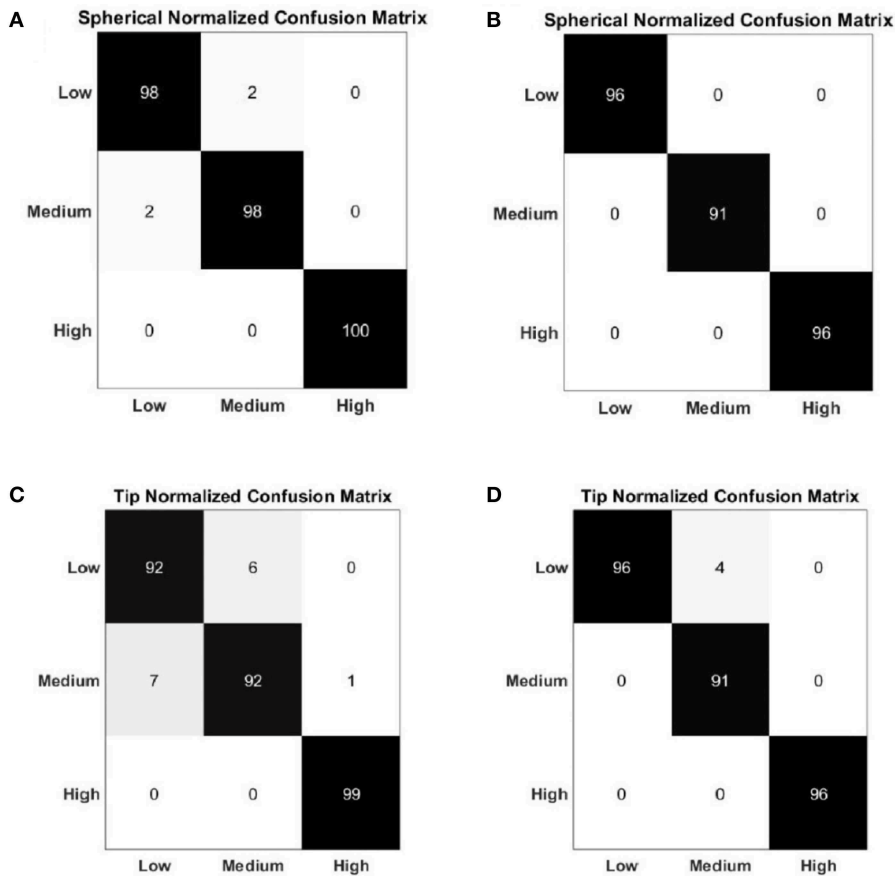 A
Spherical Normalized Confusion Matrix
Low 98 2 0
Medium 2 98 0
High 0 0 100
Low Medium High
B
Spherical Normalized Confusion Matrix
Low 96 0 0
Medium 0 91 0
High 0 0 96
Low Medium High
C
Tip Normalized Confusion Matrix
Low 92 6 0
Medium 7 92 1
High 0 0 99
Low Medium High
D
Tip Normalized Confusion Matrix
Low 96 4 0
Medium 0 91 0
High 0 0 96
Low Medium High